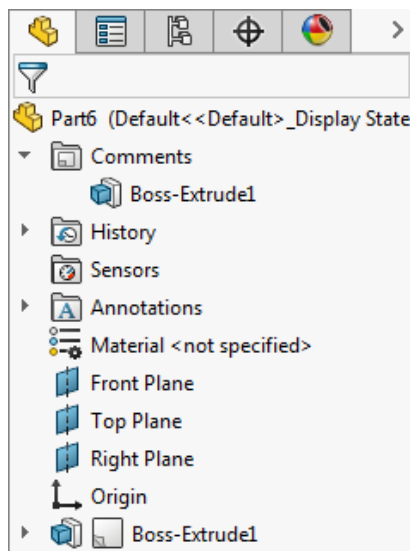 Part6 (Default<<Default>_Display State
Comments
Boss-Extrude1
History
Sensors
Annotations
Material <not specified>
Front Plane
Top Plane
Right Plane
Origin
Boss-Extrude1